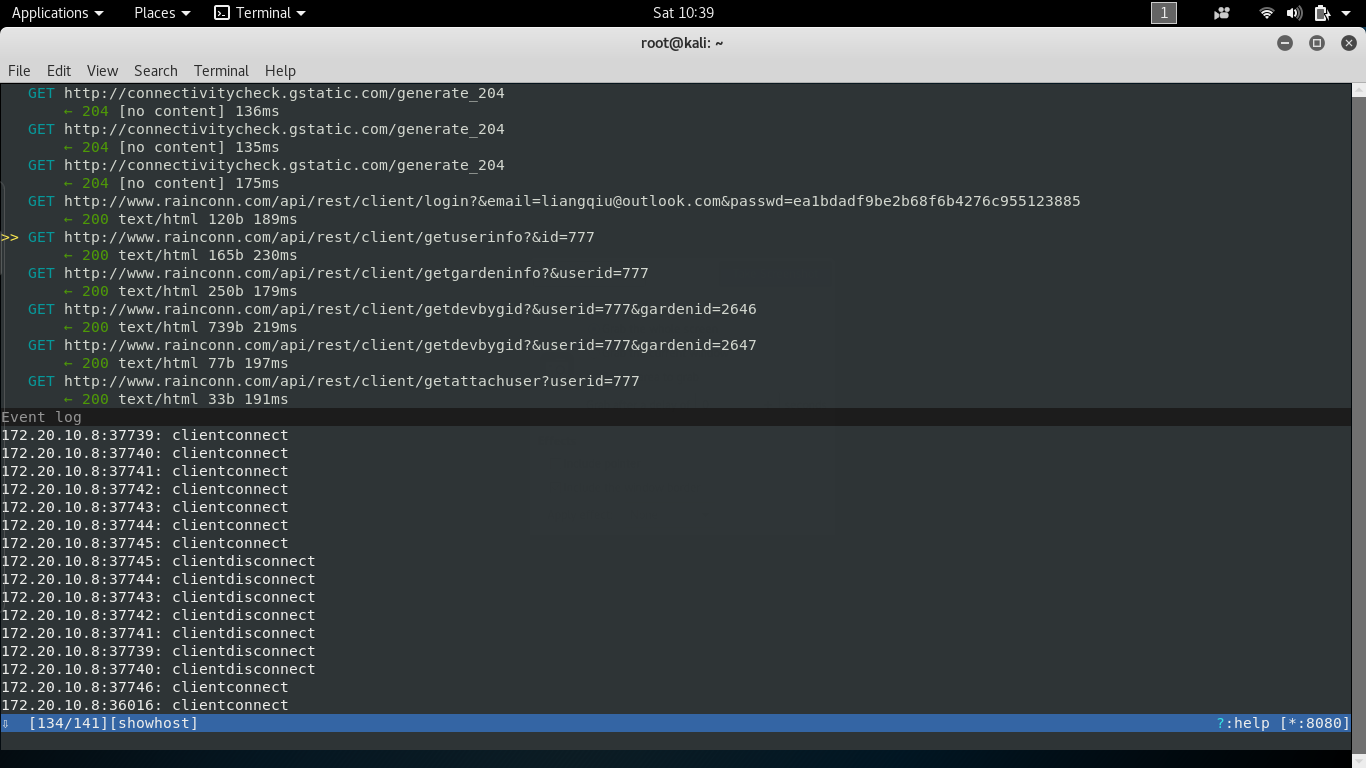 Applications Places Terminal Sat 10:39 1
root@kali: ~
File Edit View Search Terminal Help
GET http://connectivitycheck.gstatic.com/generate_204
← 204 [no content] 136ms
GET http://connectivitycheck.gstatic.com/generate_204
← 204 [no content] 135ms
GET http://connectivitycheck.gstatic.com/generate_204
← 204 [no content] 175ms
GET http://www.rainconn.com/api/rest/client/login?&email=liangqiu@outlook.com&passwd=ea1bdadf9be2b68f6b4276c955123885
← 200 text/html 120b 189ms
>> GET http://www.rainconn.com/api/rest/client/getuserinfo?&id=777
← 200 text/html 165b 230ms
GET http://www.rainconn.com/api/rest/client/getgardeninfo?&userid=777
← 200 text/html 250b 179ms
GET http://www.rainconn.com/api/rest/client/getdevbygid?&userid=777&gardenid=2646
← 200 text/html 739b 219ms
GET http://www.rainconn.com/api/rest/client/getdevbygid?&userid=777&gardenid=2647
← 200 text/html 77b 197ms
GET http://www.rainconn.com/api/rest/client/getattachuser?userid=777
← 200 text/html 33b 191ms
Event log
172.20.10.8:37739: clientconnect
172.20.10.8:37740: clientconnect
172.20.10.8:37741: clientconnect
172.20.10.8:37742: clientconnect
172.20.10.8:37743: clientconnect
172.20.10.8:37744: clientconnect
172.20.10.8:37745: clientconnect
172.20.10.8:37745: clientdisconnect
172.20.10.8:37744: clientdisconnect
172.20.10.8:37743: clientdisconnect
172.20.10.8:37742: clientdisconnect
172.20.10.8:37741: clientdisconnect
172.20.10.8:37739: clientdisconnect
172.20.10.8:37740: clientdisconnect
172.20.10.8:37746: clientconnect
172.20.10.8:36016: clientconnect
⇩ [134/141][showhost] ?:help [*:8080]